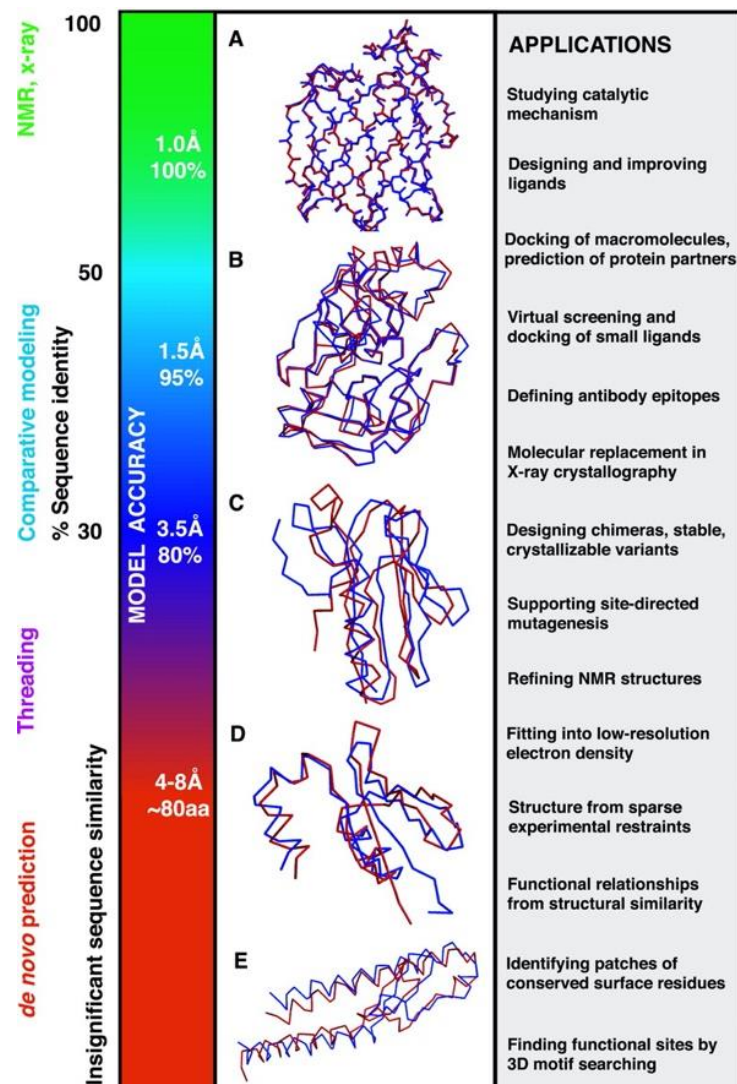 100
50
30
% Sequence identity
Insignificant sequence similarity
NMR, x-ray
Comparative modeling
Threading
de novo prediction
MODEL ACCURACY
1.0Å
100%
1.5Å
95%
3.5Å
80%
4-8Å
~80aa
A
B
C
D
E
APPLICATIONS
Studying catalytic
mechanism
Designing and improving
ligands
Docking of macromolecules,
prediction of protein partners
Virtual screening and
docking of small ligands
Defining antibody epitopes
Molecular replacement in
X-ray crystallography
Designing chimeras, stable,
crystallizable variants
Supporting site-directed
mutagenesis
Refining NMR structures
Fitting into low-resolution
electron density
Structure from sparse
experimental restraints
Functional relationships
from structural similarity
Identifying patches of
conserved surface residues
Finding functional sites by
3D motif searching